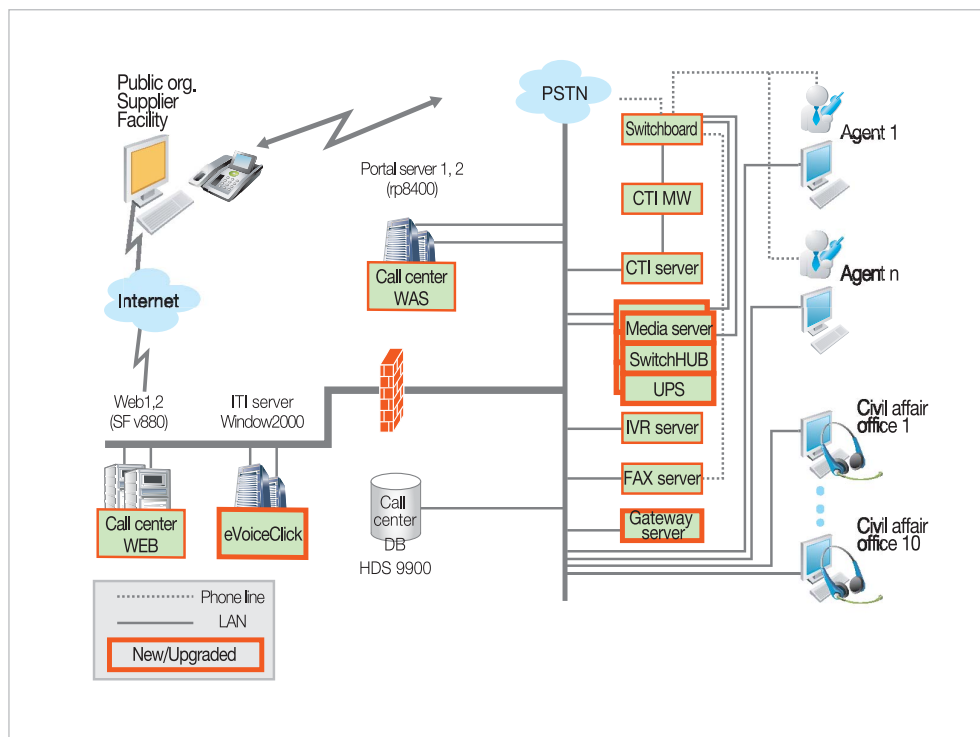 Public org.
Supplier
Facility
PSTN
Switchboard
Agent 1
Portal server 1, 2
(rp8400)
CTI MW
Call center
WAS
CTI server
Agent n
Internet
Media server
SwitchHUB
UPS
Web1,2
(SF v880)
ITI server
Window2000
Civil affair
office 1
IVR server
FAX server
Call center
WEB
eVoiceClick
Call
center
DB
HDS 9900
Gateway
server
Civil affair
office 10
Phone line
LAN
New/Upgraded